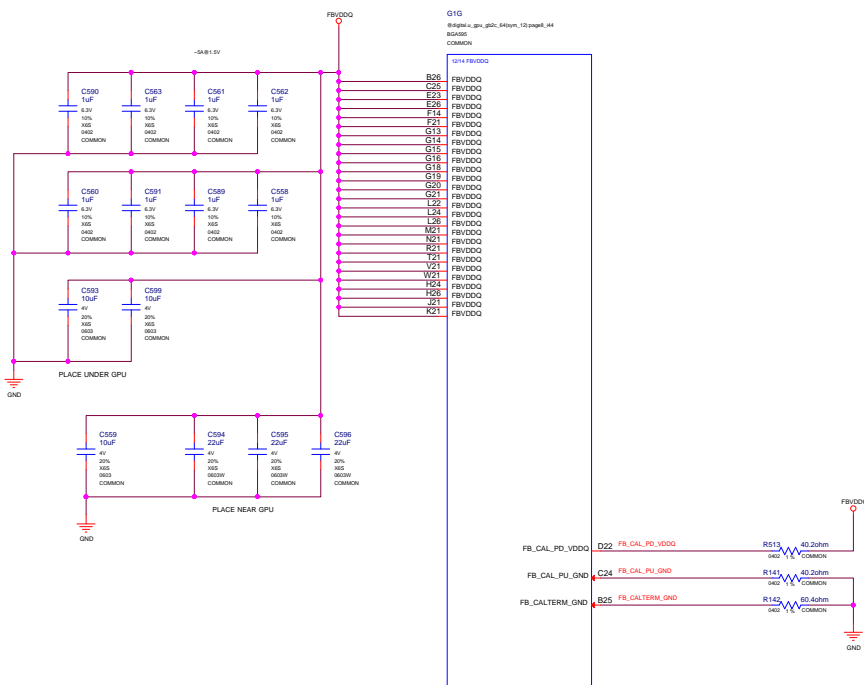 FBVDDQ
G1G
@digital.u_gpu_gb2c_64(sym_12):page8_i44
BGA595
COMMON
~5A@1.5V
12/14 FBVDDQ
B26 FBVDDQ
C25 FBVDDQ
E23 FBVDDQ
E26 FBVDDQ
F14 FBVDDQ
F21 FBVDDQ
G13 FBVDDQ
G14 FBVDDQ
G15 FBVDDQ
G16 FBVDDQ
G18 FBVDDQ
G19 FBVDDQ
G20 FBVDDQ
G21 FBVDDQ
L22 FBVDDQ
L24 FBVDDQ
L26 FBVDDQ
M21 FBVDDQ
N21 FBVDDQ
R21 FBVDDQ
T21 FBVDDQ
V21 FBVDDQ
W21 FBVDDQ
H24 FBVDDQ
H26 FBVDDQ
J21 FBVDDQ
K21 FBVDDQ
C590 C563 C561 C562
1uF 1uF 1uF 1uF
6.3V 6.3V 6.3V 6.3V
10% 10% 10% 10%
X6S X6S X6S X6S
0402 0402 0402 0402
COMMON COMMON COMMON COMMON
C560 C591 C589 C558
1uF 1uF 1uF 1uF
6.3V 6.3V 6.3V 6.3V
10% 10% 10% 10%
X6S X6S X6S X6S
0402 0402 0402 0402
COMMON COMMON COMMON COMMON
C593 C599
10uF 10uF
4V 4V
20% 20%
X6S X6S
0603 0603
COMMON COMMON
PLACE UNDER GPU
GND
C559 C594 C595 C596
10uF 22uF 22uF 22uF
4V 4V 4V 4V
20% 20% 20% 20%
X6S X6S X6S X6S
0603 0603W 0603W 0603W
COMMON COMMON COMMON COMMON
PLACE NEAR GPU
GND
FBVDDQ
FB_CAL_PD_VDDQ D22 FB_CAL_PD_VDDQ R513 40.2ohm
0402 1% COMMON
FB_CAL_PU_GND C24 FB_CAL_PU_GND R141 40.2ohm
0402 1% COMMON
FB_CALTERM_GND B25 FB_CALTERM_GND R142 60.4ohm
0402 1% COMMON
GND